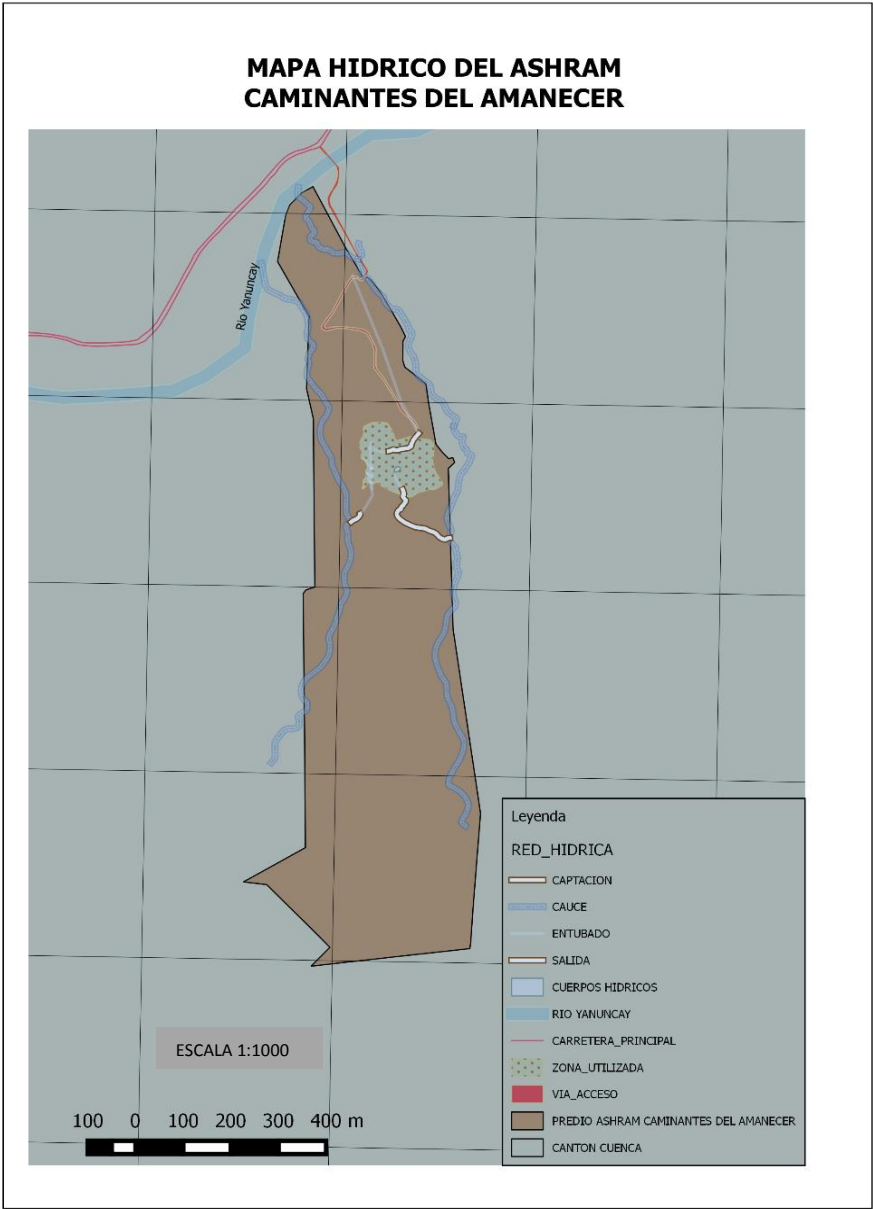 MAPA HIDRICO DEL ASHRAM
CAMINANTES DEL AMANECER
Rio Yanuncay
Leyenda
RED_HIDRICA
CAPTACION
CAUCE
ENTUBADO
SALIDA
CUERPOS HIDRICOS
RIO YANUNCAY
CARRETERA_PRINCIPAL
ZONA_UTILIZADA
VIA_ACCESO
PREDIO ASHRAM CAMINANTES DEL AMANECER
CANTON CUENCA
ESCALA 1:1000
100 0 100 200 300 400 m